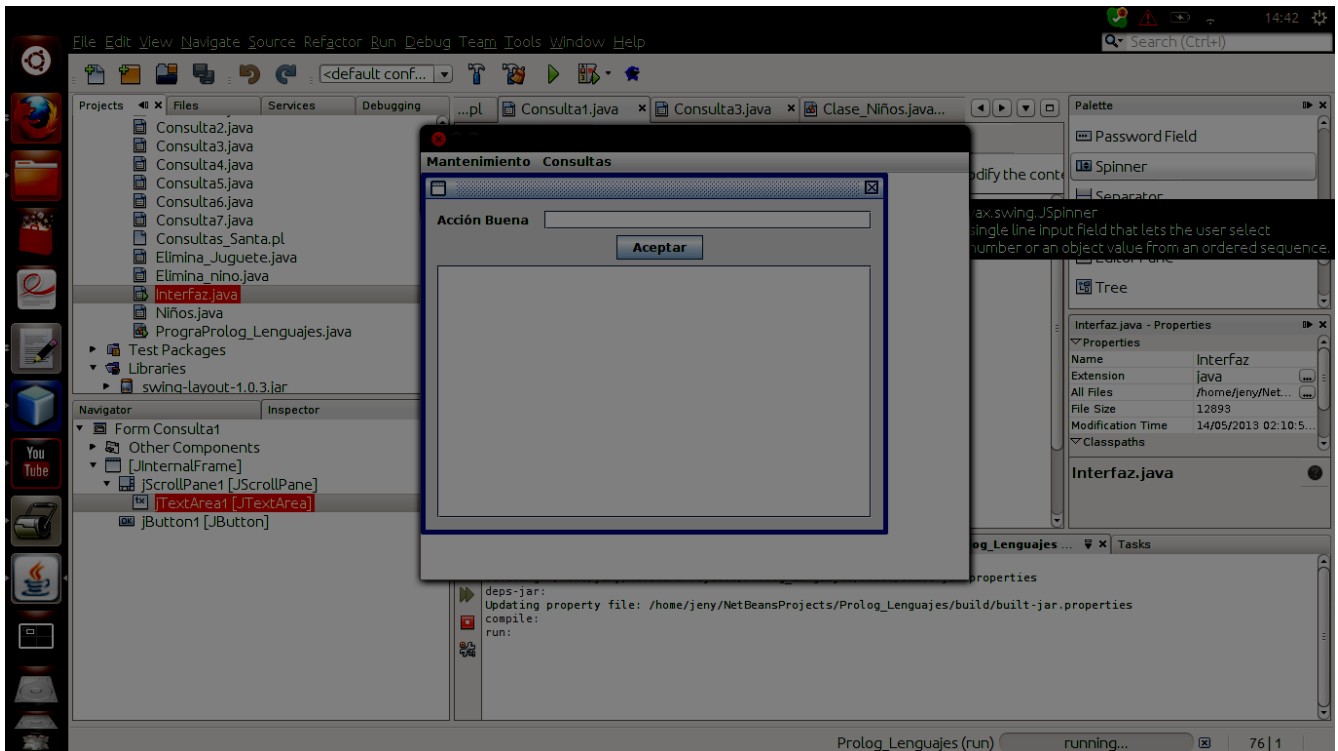 14:42
File Edit View Navigate Source Refactor Run Debug Team Tools Window Help
Search (Ctrl+I)
<default conf...
Projects Files Services Debugging
...pl Consulta1.java Consulta3.java Clase_Niños.java...
Palette
Consulta2.java
Consulta3.java
Consulta4.java
Consulta5.java
Consulta6.java
Consulta7.java
Consultas_Santa.pl
Elimina_Juguete.java
Elimina_nino.java
Interfaz.java
Niños.java
PrograProlog_Lenguajes.java
Test Packages
Libraries
swing-layout-1.0.3.jar
Mantenimiento Consultas
Acción Buena
Aceptar
odify the conte
Password Field
Spinner
Separator
ax.swing.JSpinner
single line input field that lets the user select
number or an object value from an ordered sequence.
Editor Pane
Tree
Interfaz.java - Properties
Properties
Name Interfaz
Extension java
All Files /home/jeny/Net...
File Size 12893
Modification Time 14/05/2013 02:10:5...
Classpaths
Interfaz.java
Navigator Inspector
Form Consulta1
Other Components
[JInternalFrame]
jScrollPane1 [JScrollPane]
jTextArea1 [JTextArea]
jButton1 [JButton]
You
Tube
og_Lenguajes ... Tasks
properties
deps-jar:
Updating property file: /home/jeny/NetBeansProjects/Prolog_Lenguajes/build/built-jar.properties
compile:
run:
Prolog_Lenguajes (run) running... 76|1